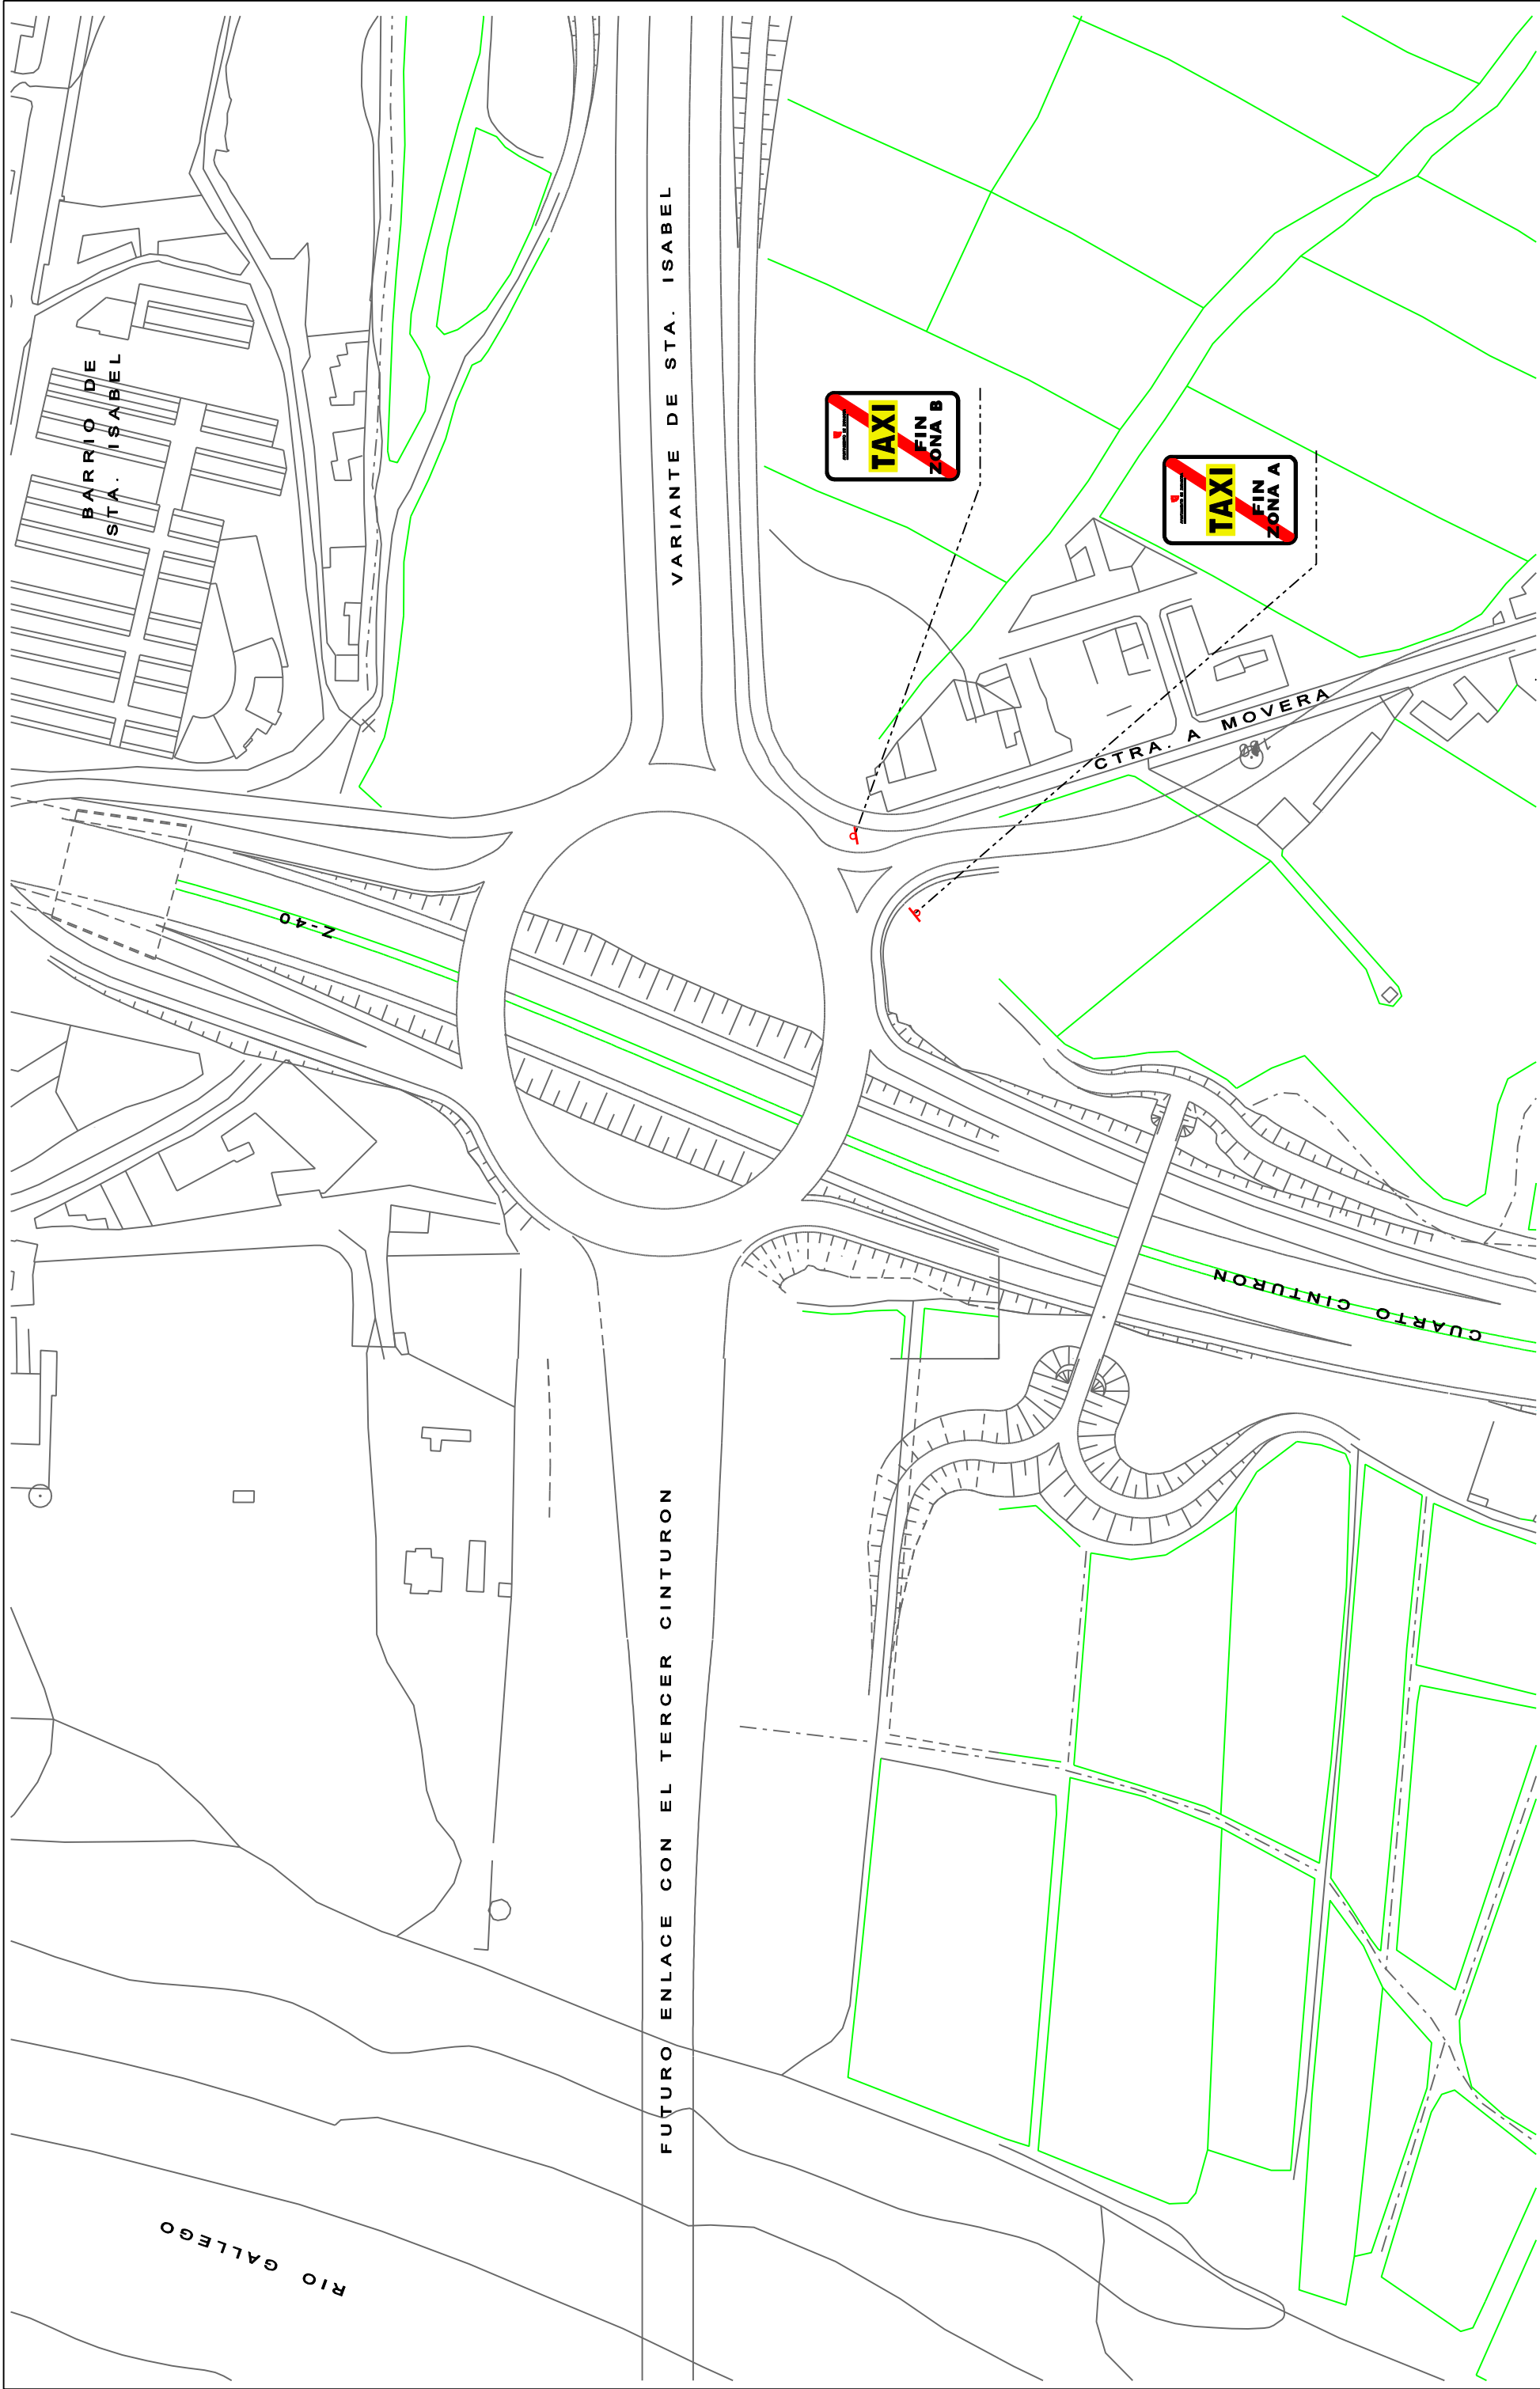 BARRIO DE
STA. ISABEL
VARIANTE DE STA. ISABEL
TAXI
FIN
ZONA B
TAXI
FIN
ZONA A
CTRA. A MOVERA
Z-40
CUARTO CINTURON
FUTURO ENLACE CON EL TERCER CINTURON
RIO GALLEGO